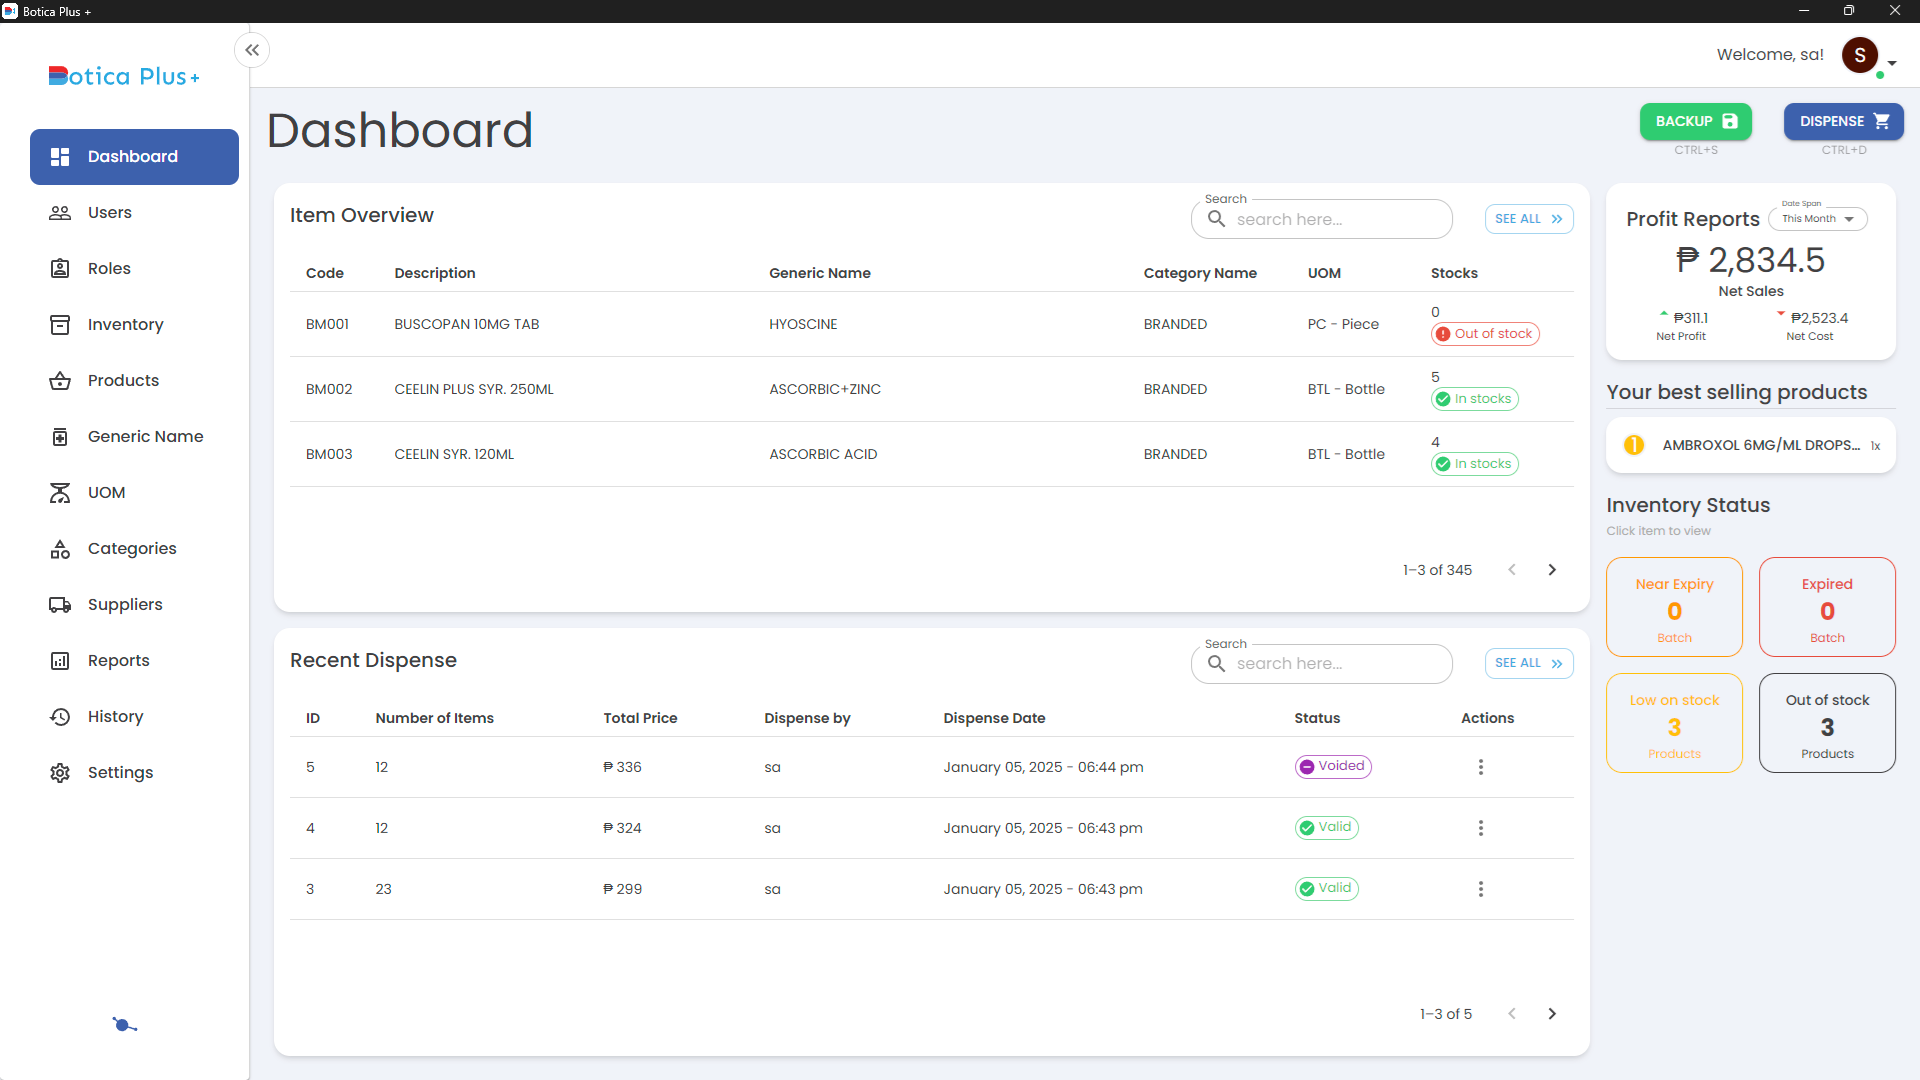 Botica Plus +
Botica Plus+
Welcome, sa!
S
Dashboard
Users
Roles
Inventory
Products
Generic Name
UOM
Categories
Suppliers
Reports
History
Settings
Dashboard
BACKUP
CTRL+S
DISPENSE
CTRL+D
Item Overview
Search
search here...
SEE ALL
Code Description Generic Name Category Name UOM Stocks
BM001 BUSCOPAN 10MG TAB HYOSCINE BRANDED PC - Piece 0
Out of stock
BM002 CEELIN PLUS SYR. 250ML ASCORBIC+ZINC BRANDED BTL - Bottle 5
In stocks
BM003 CEELIN SYR. 120ML ASCORBIC ACID BRANDED BTL - Bottle 4
In stocks
1–3 of 345
Recent Dispense
Search
search here...
SEE ALL
ID Number of Items Total Price Dispense by Dispense Date Status Actions
5 12 ₱ 336 sa January 05, 2025 - 06:44 pm Voided
4 12 ₱ 324 sa January 05, 2025 - 06:43 pm Valid
3 23 ₱ 299 sa January 05, 2025 - 06:43 pm Valid
1–3 of 5
Profit Reports
Date Span
This Month
₱ 2,834.5
Net Sales
₱311.1
Net Profit
₱2,523.4
Net Cost
Your best selling products
1 AMBROXOL 6MG/ML DROPS... 1x
Inventory Status
Click item to view
Near Expiry
0
Batch
Expired
0
Batch
Low on stock
3
Products
Out of stock
3
Products